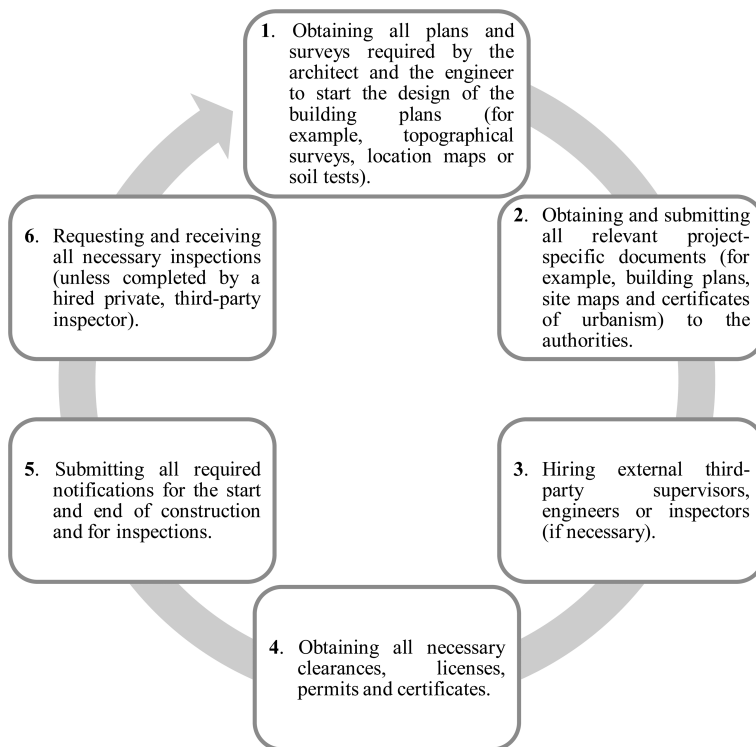 1. Obtaining all plans and
surveys required by the
architect and the engineer
to start the design of the
building plans (for
example, topographical
surveys, location maps or
soil tests).
2. Obtaining and submitting
all relevant project-
specific documents (for
example, building plans,
site maps and certificates
of urbanism) to the
authorities.
3. Hiring external third-
party supervisors,
engineers or inspectors
(if necessary).
4. Obtaining all necessary
clearances, licenses,
permits and certificates.
5. Submitting all required
notifications for the start
and end of construction
and for inspections.
6. Requesting and receiving
all necessary inspections
(unless completed by a
hired private, third-party
inspector).